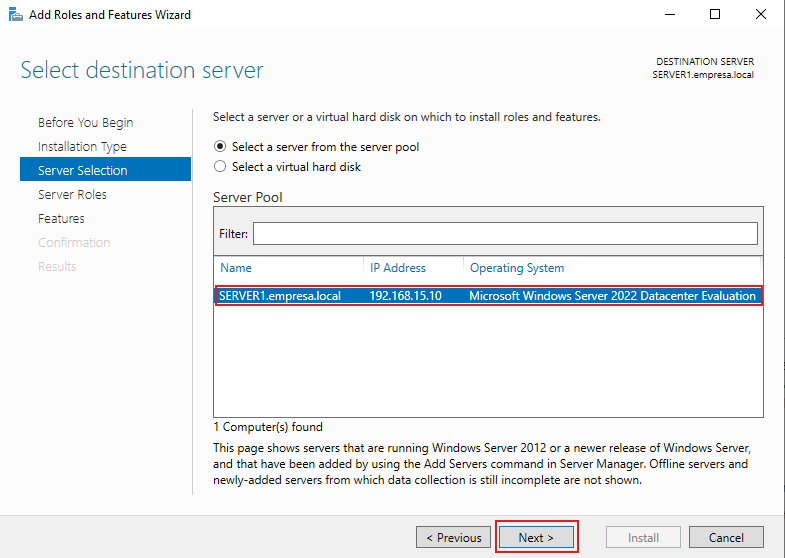 Add Roles and Features Wizard
Select destination server
DESTINATION SERVER
SERVER1.empresa.local
Before You Begin
Installation Type
Server Selection
Server Roles
Features
Confirmation
Results
Select a server or a virtual hard disk on which to install roles and features.
Select a server from the server pool
Select a virtual hard disk
Server Pool
Filter:
Name IP Address Operating System
SERVER1.empresa.local 192.168.15.10 Microsoft Windows Server 2022 Datacenter Evaluation
1 Computer(s) found
This page shows servers that are running Windows Server 2012 or a newer release of Windows Server,
and that have been added by using the Add Servers command in Server Manager. Offline servers and
newly-added servers from which data collection is still incomplete are not shown.
< Previous Next > Install Cancel